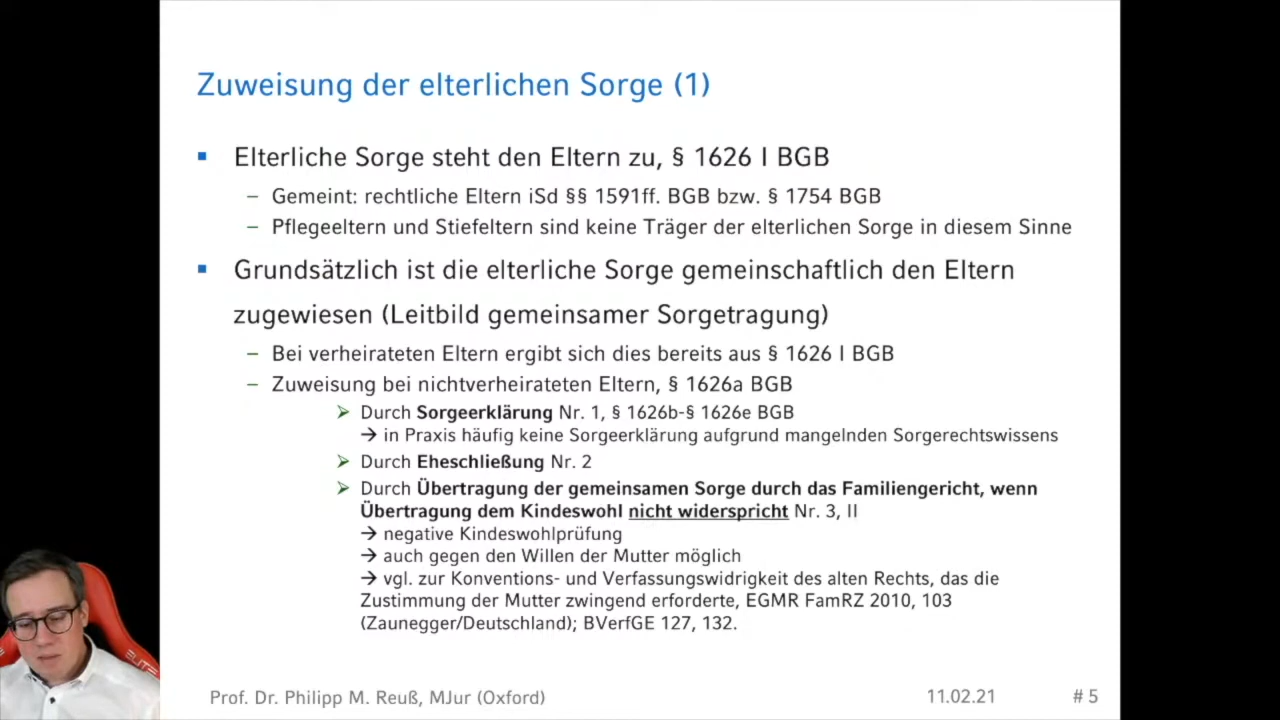 Zuweisung der elterlichen Sorge (1)
▪ Elterliche Sorge steht den Eltern zu, § 1626 I BGB
– Gemeint: rechtliche Eltern iSd §§ 1591ff. BGB bzw. § 1754 BGB
– Pflegeeltern und Stiefeltern sind keine Träger der elterlichen Sorge in diesem Sinne
▪ Grundsätzlich ist die elterliche Sorge gemeinschaftlich den Eltern
zugewiesen (Leitbild gemeinsamer Sorgetragung)
– Bei verheirateten Eltern ergibt sich dies bereits aus § 1626 I BGB
– Zuweisung bei nichtverheirateten Eltern, § 1626a BGB
➢ Durch Sorgeerklärung Nr. 1, § 1626b-§ 1626e BGB
→ in Praxis häufig keine Sorgeerklärung aufgrund mangelnden Sorgerechtswissens
➢ Durch Eheschließung Nr. 2
➢ Durch Übertragung der gemeinsamen Sorge durch das Familiengericht, wenn
Übertragung dem Kindeswohl nicht widerspricht Nr. 3, II
→ negative Kindeswohlprüfung
→ auch gegen den Willen der Mutter möglich
→ vgl. zur Konventions- und Verfassungswidrigkeit des alten Rechts, das die
Zustimmung der Mutter zwingend erforderte, EGMR FamRZ 2010, 103
(Zaunegger/Deutschland); BVerfGE 127, 132.
ELITE
Prof. Dr. Philipp M. Reuß, MJur (Oxford) 11.02.21 # 5